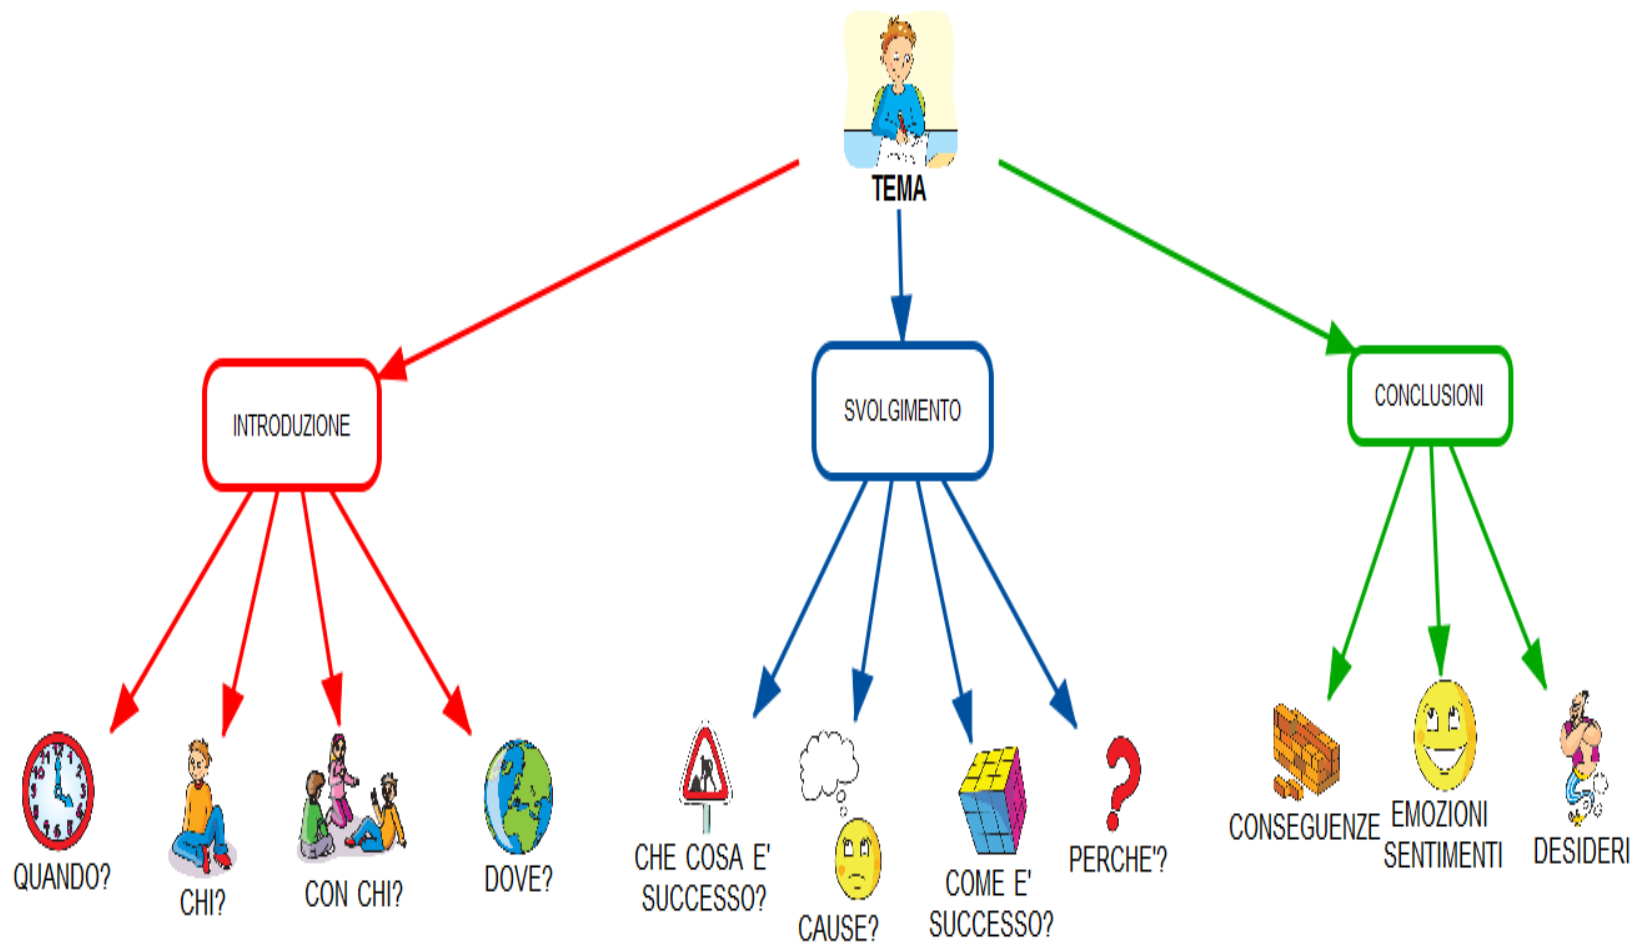 TEMA
INTRODUZIONE
SVOLGIMENTO
CONCLUSIONI
QUANDO?
CHI?
CON CHI?
DOVE?
CHE COSA E'
SUCCESSO?
CAUSE?
COME E'
SUCCESSO?
PERCHE'?
CONSEGUENZE
EMOZIONI
SENTIMENTI
DESIDERI